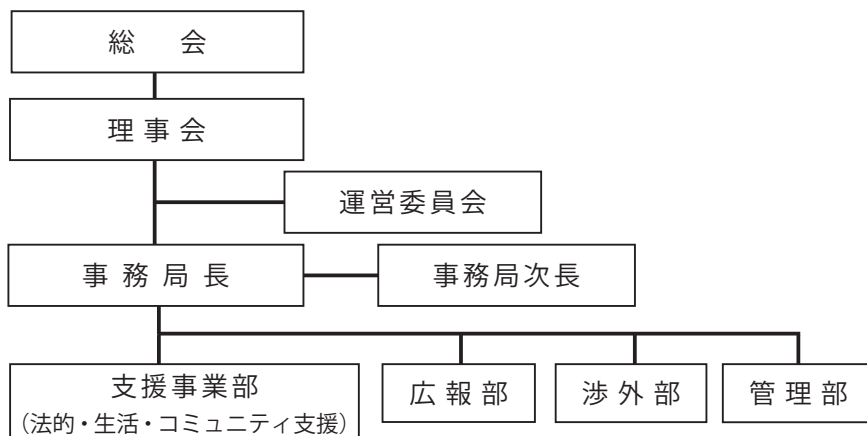 総会
理事会
運営委員会
事務局長
事務局次長
支援事業部
（法的・生活・コミュニティ支援）
広報部
渉外部
管理部